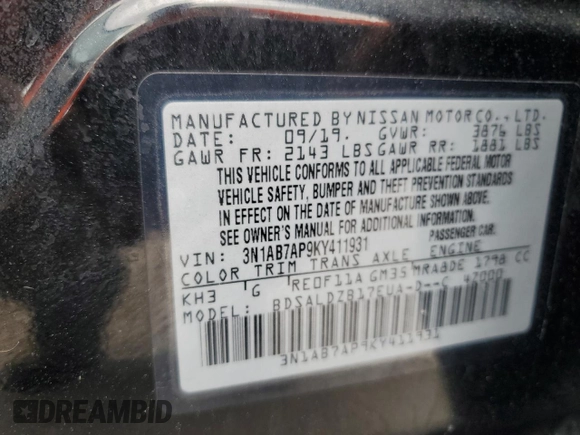 MANUFACTURED BY NISSAN MOTOR CO., LTD.
DATE: 09/19. GVWR: 3876 LBS
GAWR FR: 2143 LBS GAWR RR: 1881 LBS
THIS VEHICLE CONFORMS TO ALL APPLICABLE FEDERAL MOTOR
VEHICLE SAFETY, BUMPER AND THEFT PREVENTION STANDARDS
IN EFFECT ON THE DATE OF MANUFACTURE SHOWN ABOVE.
SEE OWNER'S MANUAL FOR ADDITIONAL INFORMATION.
VIN: 3N1AB7AP9KY411931 PASSENGER CAR.
COLOR TRIM TRANS AXLE ENGINE
KH3 G RE0F11A GM35 MRA8DE 1798 CC
MODEL: BDSALDZB17EUA-D--C 47000
3N1AB7AP9KY411931
DREAMBID